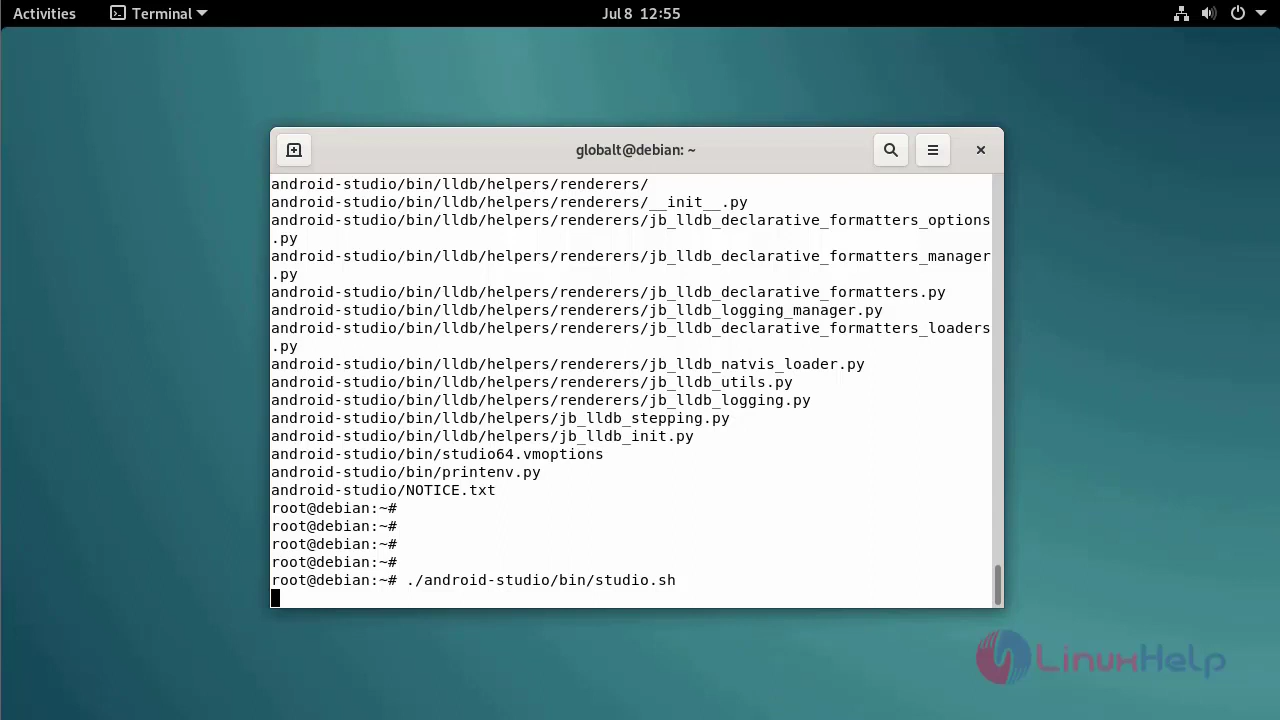 Activities
Terminal
Jul 8 12:55
globalt@debian: ~
android-studio/bin/lldb/helpers/renderers/
android-studio/bin/lldb/helpers/renderers/__init__.py
android-studio/bin/lldb/helpers/renderers/jb_lldb_declarative_formatters_options
.py
android-studio/bin/lldb/helpers/renderers/jb_lldb_declarative_formatters_manager
.py
android-studio/bin/lldb/helpers/renderers/jb_lldb_declarative_formatters.py
android-studio/bin/lldb/helpers/renderers/jb_lldb_logging_manager.py
android-studio/bin/lldb/helpers/renderers/jb_lldb_declarative_formatters_loaders
.py
android-studio/bin/lldb/helpers/renderers/jb_lldb_natvis_loader.py
android-studio/bin/lldb/helpers/renderers/jb_lldb_utils.py
android-studio/bin/lldb/helpers/renderers/jb_lldb_logging.py
android-studio/bin/lldb/helpers/jb_lldb_stepping.py
android-studio/bin/lldb/helpers/jb_lldb_init.py
android-studio/bin/studio64.vmoptions
android-studio/bin/printenv.py
android-studio/NOTICE.txt
root@debian:~#
root@debian:~#
root@debian:~#
root@debian:~#
root@debian:~# ./android-studio/bin/studio.sh
LinuxHelp